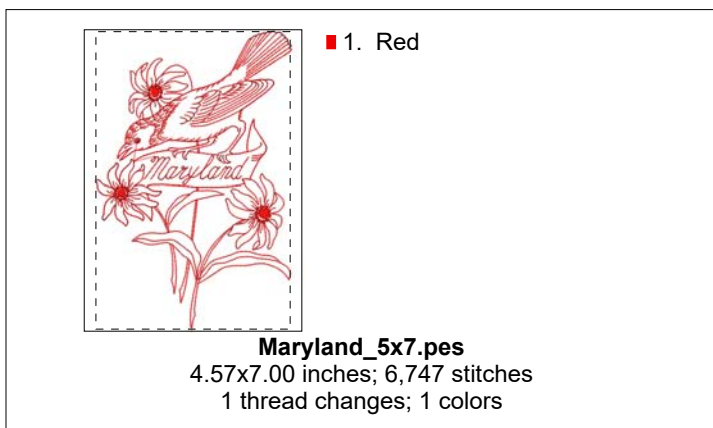 1. Red
Maryland
Maryland_5x7.pes
4.57x7.00 inches; 6,747 stitches
1 thread changes; 1 colors